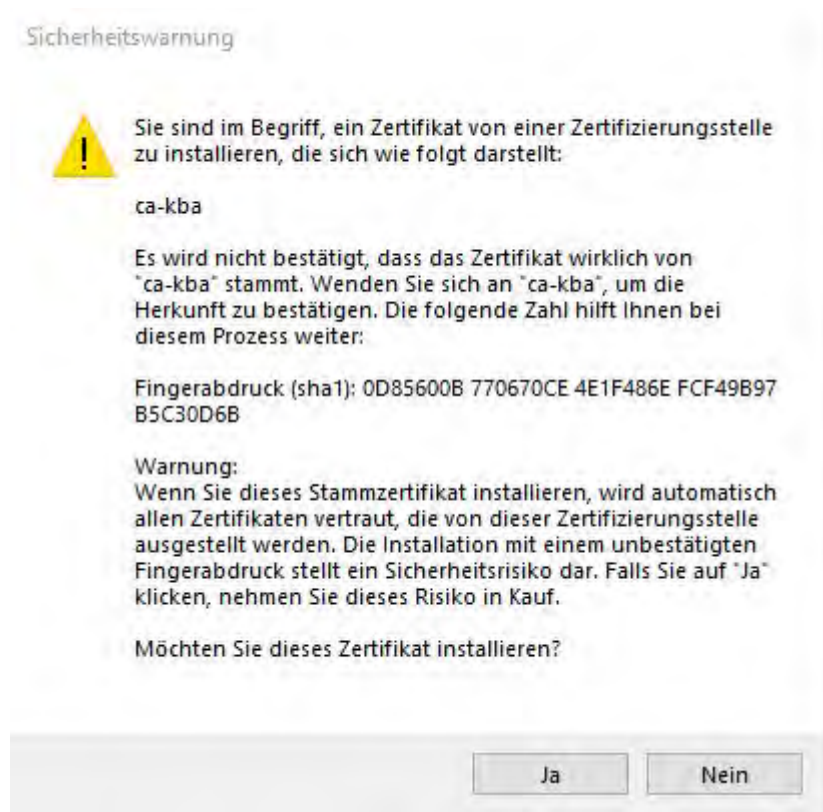 Sicherheitswarnung
!
Sie sind im Begriff, ein Zertifikat von einer Zertifizierungsstelle
zu installieren, die sich wie folgt darstellt:
ca-kba
Es wird nicht bestätigt, dass das Zertifikat wirklich von
"ca-kba" stammt. Wenden Sie sich an "ca-kba", um die
Herkunft zu bestätigen. Die folgende Zahl hilft Ihnen bei
diesem Prozess weiter:
Fingerabdruck (sha1): 0D85600B 770670CE 4E1F486E FCF49B97
B5C30D6B
Warnung:
Wenn Sie dieses Stammzertifikat installieren, wird automatisch
allen Zertifikaten vertraut, die von dieser Zertifizierungsstelle
ausgestellt werden. Die Installation mit einem unbestätigten
Fingerabdruck stellt ein Sicherheitsrisiko dar. Falls Sie auf "Ja"
klicken, nehmen Sie dieses Risiko in Kauf.
Möchten Sie dieses Zertifikat installieren?
Ja Nein